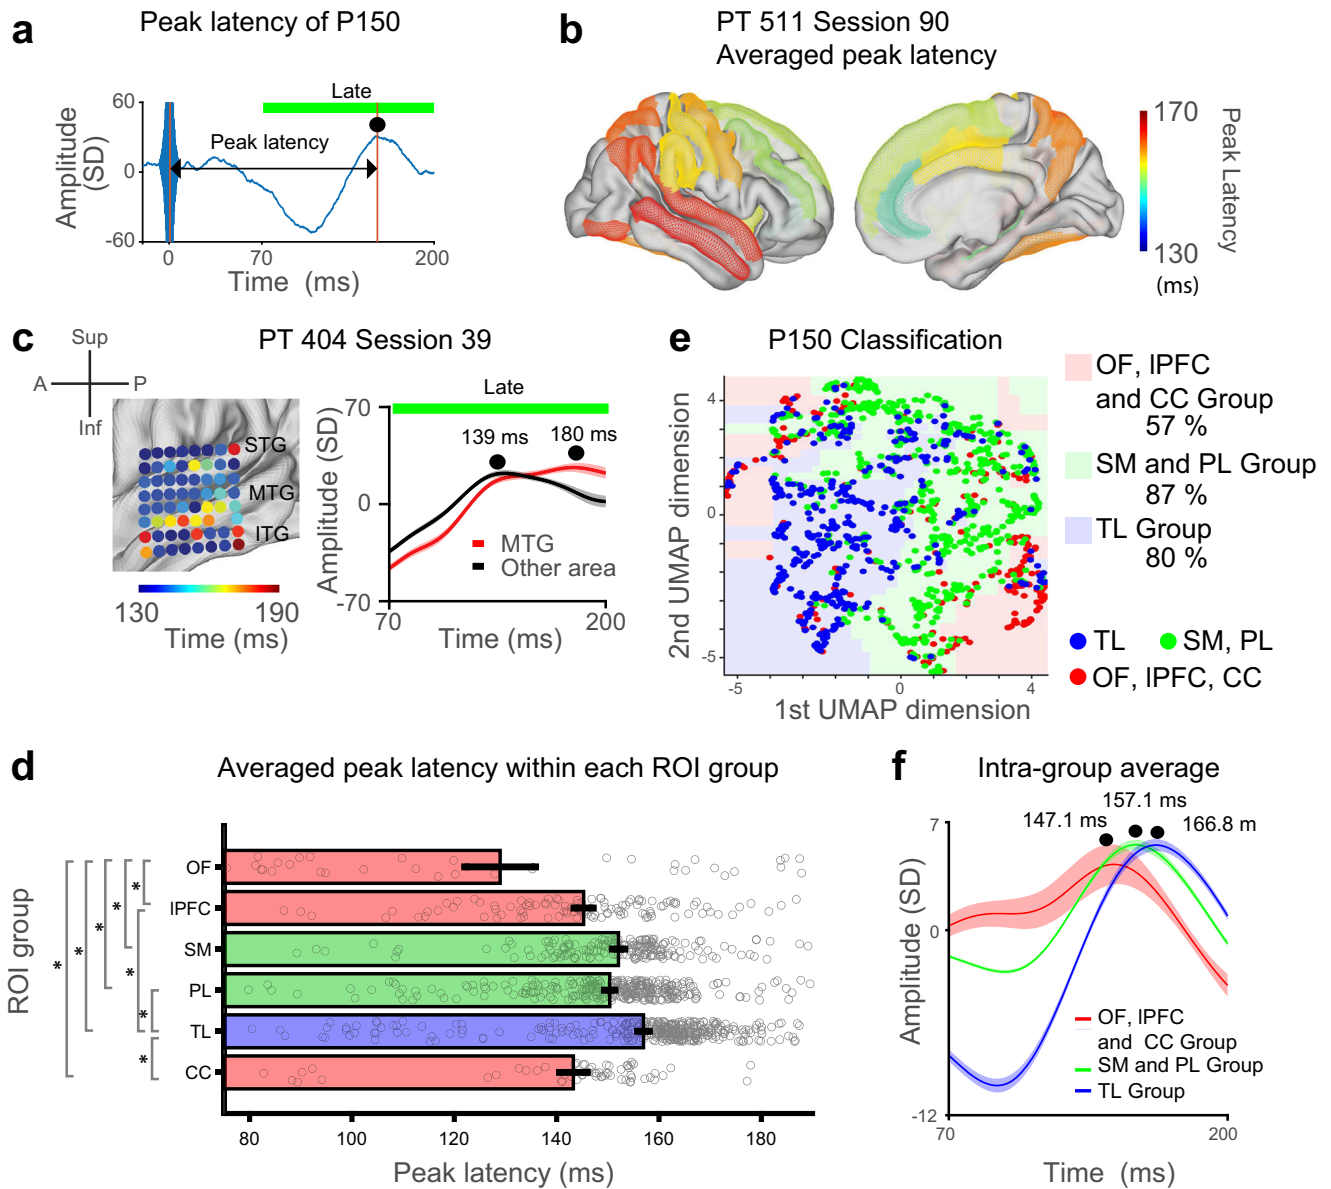 a
Peak latency of P150
Late
60
0
-60
Amplitude
(SD)
Peak latency
0
70
200
Time (ms)
b
PT 511 Session 90
Averaged peak latency
170
130
(ms)
Peak Latency
c
PT 404 Session 39
Sup
A
P
Inf
STG
MTG
ITG
130
190
Time (ms)
Late
70
0
-70
Amplitude (SD)
139 ms
180 ms
MTG
Other area
70
200
Time (ms)
e
P150 Classification
4
0
-5
2nd UMAP dimension
-5
0
4
1st UMAP dimension
OF, lPFC
and CC Group
57 %
SM and PL Group
87 %
TL Group
80 %
TL
SM, PL
OF, lPFC, CC
d
Averaged peak latency within each ROI group
ROI group
*
*
*
*
*
*
*
*
*
OF
lPFC
SM
PL
TL
CC
80
100
120
140
160
180
Peak latency (ms)
f
Intra-group average
157.1 ms
147.1 ms
166.8 m
7
0
-12
Amplitude (SD)
OF, lPFC
and CC Group
SM and PL Group
TL Group
70
200
Time (ms)